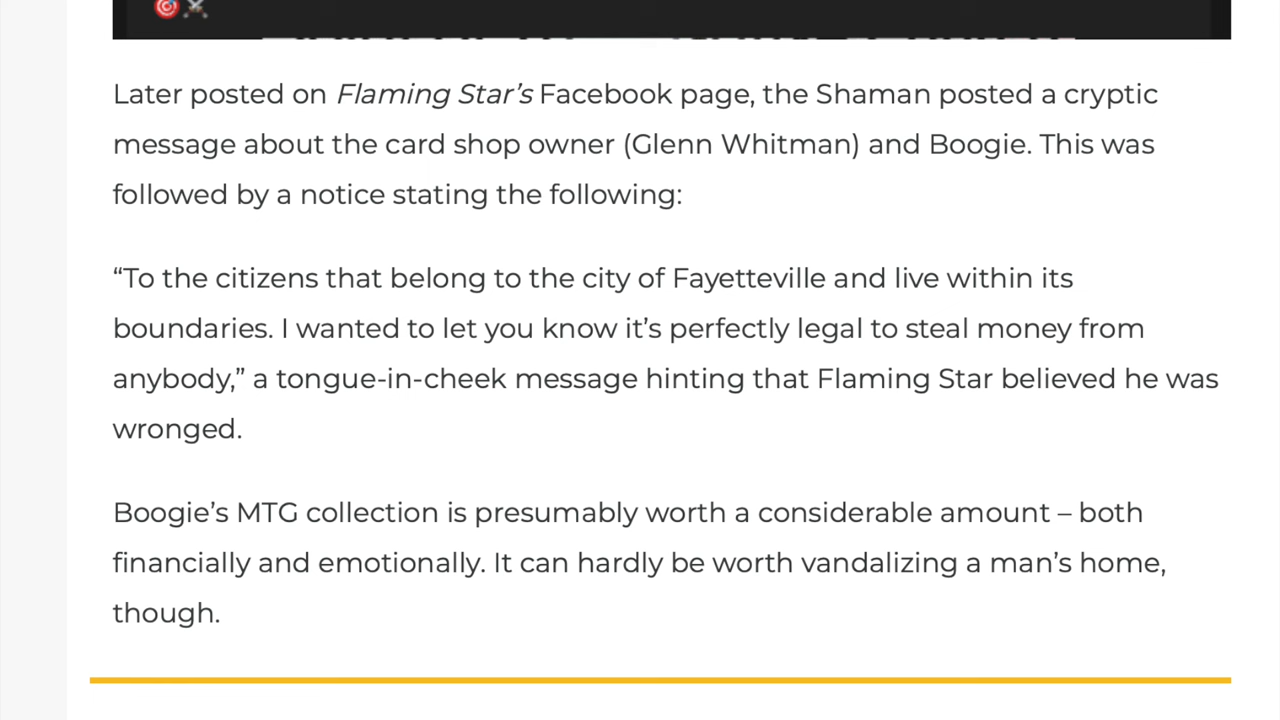 Later posted on Flaming Star’s Facebook page, the Shaman posted a cryptic
message about the card shop owner (Glenn Whitman) and Boogie. This was
followed by a notice stating the following:
“To the citizens that belong to the city of Fayetteville and live within its
boundaries. I wanted to let you know it’s perfectly legal to steal money from
anybody,” a tongue-in-cheek message hinting that Flaming Star believed he was
wronged.
Boogie’s MTG collection is presumably worth a considerable amount – both
financially and emotionally. It can hardly be worth vandalizing a man’s home,
though.